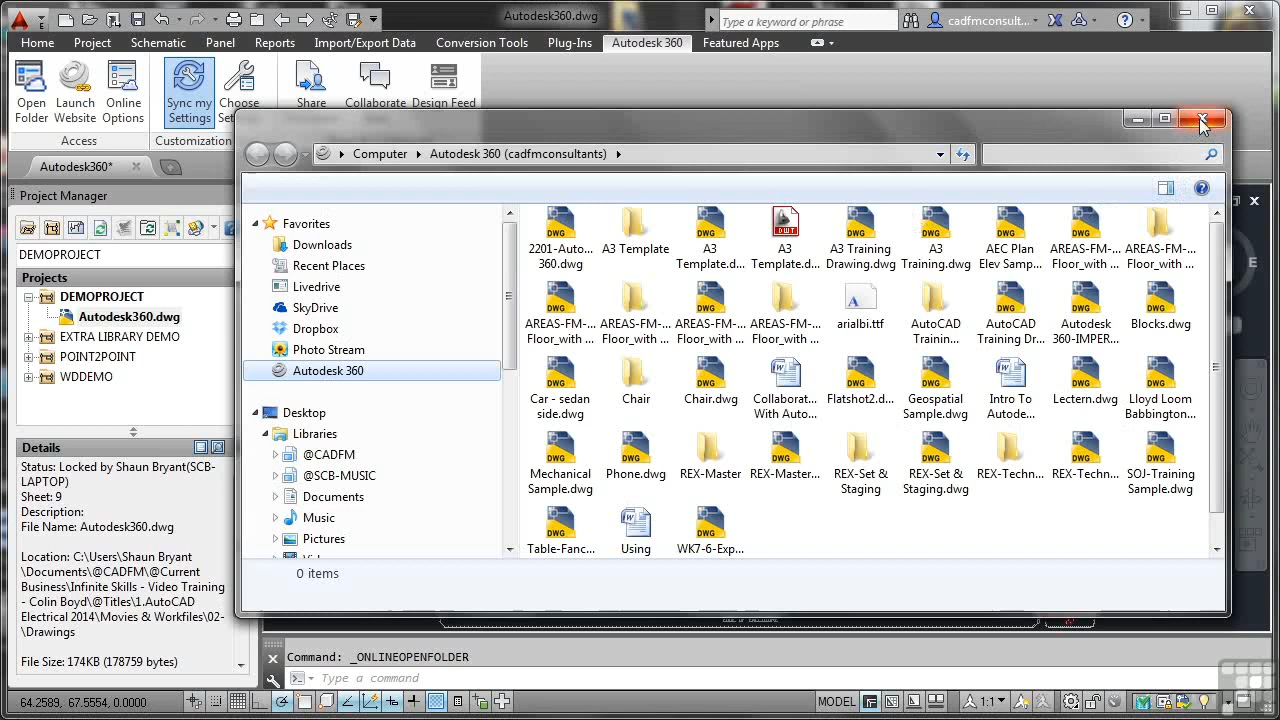 Autodesk360.dwg
Type a keyword or phrase
cadfmconsult...
Home Project Schematic Panel Reports Import/Export Data Conversion Tools Plug-Ins Autodesk 360 Featured Apps
Open Folder
Launch Website
Online Options
Sync my Settings
Choose
Share
Collaborate
Design Feed
Access
Customization
Autodesk360*
Computer Autodesk 360 (cadfmconsultants)
Project Manager
DEMOPROJECT
Projects
DEMOPROJECT
Autodesk360.dwg
EXTRA LIBRARY DEMO
POINT2POINT
WDDEMO
Details
Status: Locked by Shaun Bryant(SCB-
LAPTOP)
Sheet: 9
Description:
File Name: Autodesk360.dwg
Location: C:\Users\Shaun Bryant
\Documents\@CADFM\@Current
Business\Infinite Skills - Video Training
- Colin Boyd\@Titles\1.AutoCAD
Electrical 2014\Movies & Workfiles\02-
\Drawings
File Size: 174KB (178759 bytes)
Favorites
Downloads
Recent Places
Livedrive
SkyDrive
Dropbox
Photo Stream
Autodesk 360
Desktop
Libraries
@CADFM
@SCB-MUSIC
Documents
Music
Pictures
2201-Auto... 360.dwg
A3 Template
A3 Template.d...
A3 Template.d...
A3 Training Drawing.dwg
A3 Training.dwg
AEC Plan Elev Samp...
AREAS-FM-... Floor_with ...
AREAS-FM-... Floor_with ...
AREAS-FM-... Floor_with ...
AREAS-FM-... Floor_with ...
AREAS-FM-... Floor_with ...
AREAS-FM-... Floor_with ...
arialbi.ttf
AutoCAD Trainin...
AutoCAD Training Dr...
Autodesk 360-IMPER...
Blocks.dwg
Car - sedan side.dwg
Chair
Chair.dwg
Collaborat... With Auto...
Flatshot2.d...
Geospatial Sample.dwg
Intro To Autode...
Lectern.dwg
Lloyd Loom Babbington...
Mechanical Sample.dwg
Phone.dwg
REX-Master
REX-Master...
REX-Set & Staging
REX-Set & Staging.dwg
REX-Techn...
REX-Techn...
SOJ-Training Sample.dwg
Table-Fanc...
Using
WK7-6-Exp...
0 items
Command: _ONLINEOPENFOLDER
Type a command
64.2589, 67.5554, 0.0000
MODEL
1:1